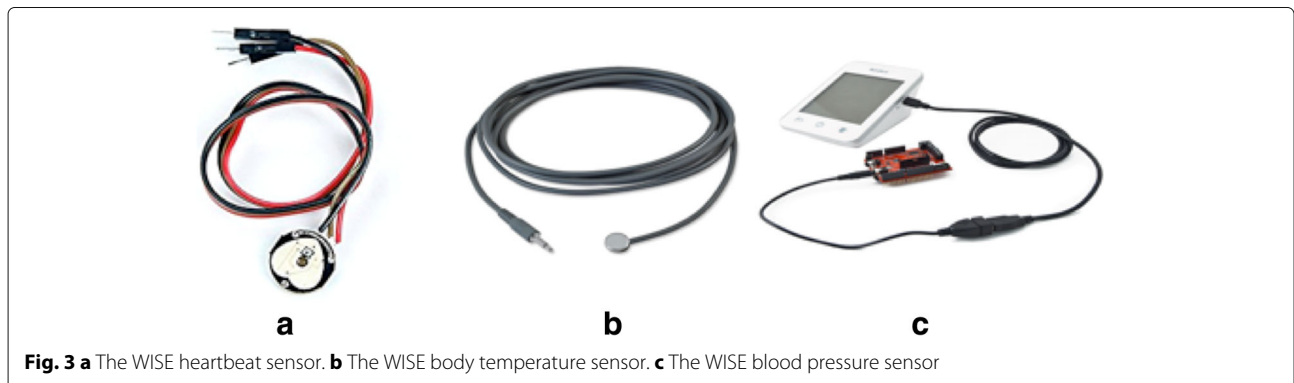 a
b
c
Fig. 3 a The WISE heartbeat sensor. b The WISE body temperature sensor. c The WISE blood pressure sensor